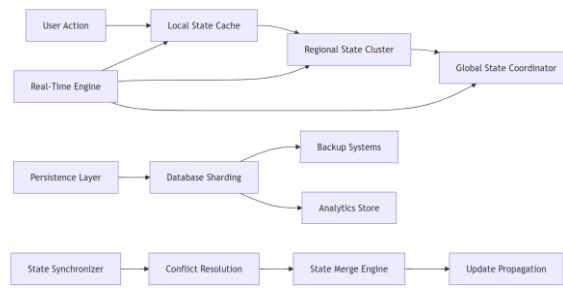 User Action
Local State Cache
Regional State Cluster
Global State Coordinator
Real-Time Engine
Backup Systems
Persistence Layer
Database Sharding
Analytics Store
State Synchronizer
Conflict Resolution
State Merge Engine
Update Propagation